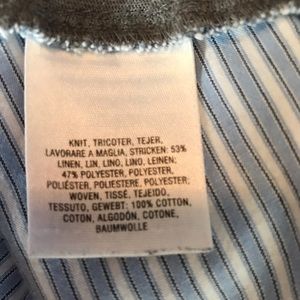 KNIT, TRICOTER, TEJER,
LAVORARE A MAGLIA, STRICKEN: 53%
LINEN, LIN, LINO, LINO, LEINEN;
47% POLYESTER, POLYESTER,
POLIÉSTER, POLIESTERE, POLYESTER;
WOVEN, TISSÉ, TEJIDO,
TESSUTO, GEWEBT: 100% COTTON,
COTON, ALGODÓN, COTONE,
BAUMWOLLE